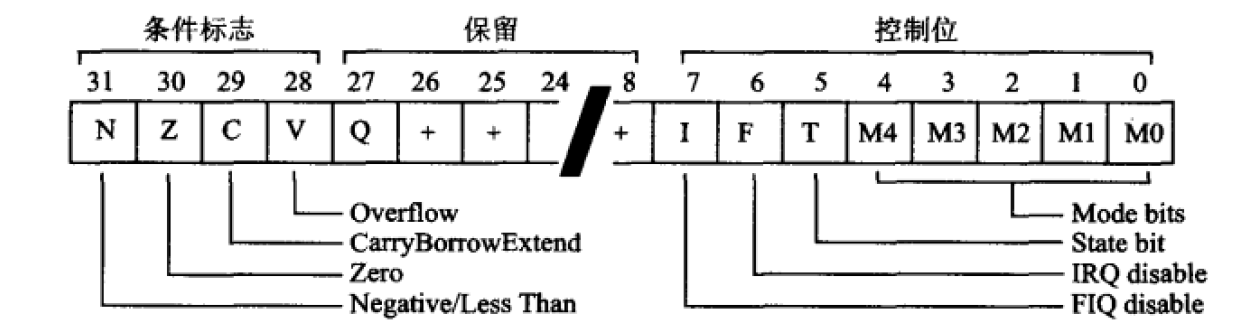 条件标志 保留 控制位
31 30 29 28 27 26 25 24 8 7 6 5 4 3 2 1 0
N Z C V Q + + + I F T M4 M3 M2 M1 M0
Overflow Mode bits
CarryBorrowExtend State bit
Zero IRQ disable
Negative/Less Than FIQ disable